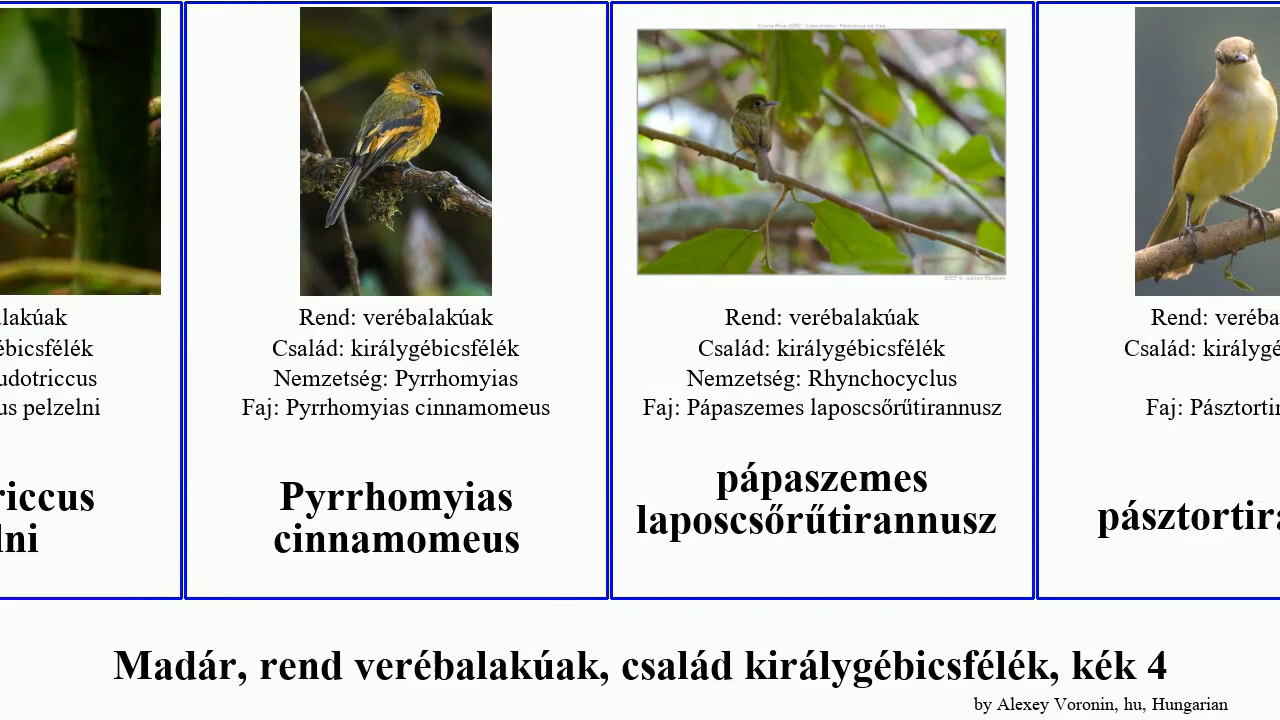 alakúak
ébicsfélék
udotriccus
us pelzelni
riccus
lni
Rend: verébalakúak
Család: királygébicsfélék
Nemzetség: Pyrrhomyias
Faj: Pyrrhomyias cinnamomeus
Pyrrhomyias
cinnamomeus
Rend: verébalakúak
Család: királygébicsfélék
Nemzetség: Rhynchocyclus
Faj: Pápaszemes laposcsőrűtirannusz
pápaszemes
laposcsőrűtirannusz
Rend: veréba
Család: királygé
Faj: Pásztortir
pásztortira
Madár, rend verébalakúak, család királygébicsfélék, kék 4
by Alexey Voronin, hu, Hungarian